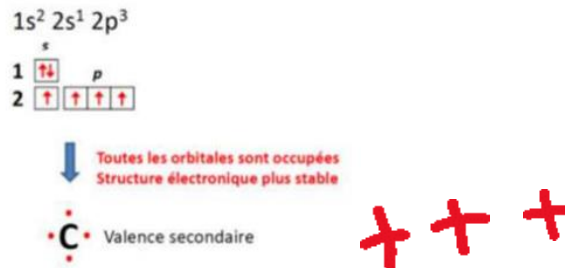 1s² 2s¹ 2p³
s
1 ↑↓ p
2 ↑ ↑ ↑ ↑
Toutes les orbitales sont occupées
Structure électronique plus stable
C Valence secondaire